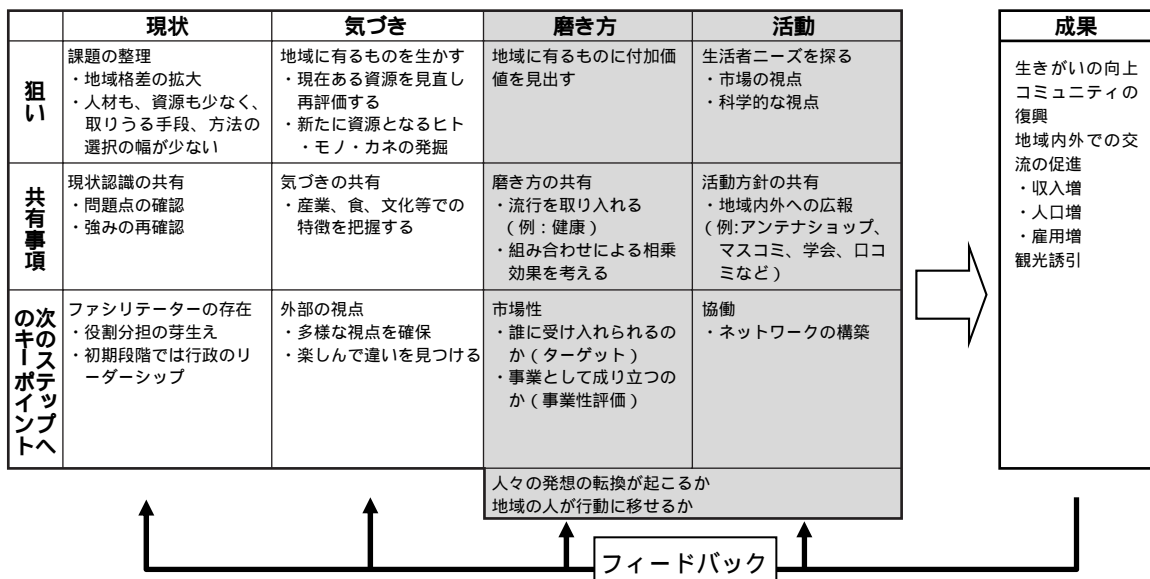 現状
気づき
磨き方
活動
成果
狙い
課題の整理
・地域格差の拡大
・人材も、資源も少なく、
取りうる手段、方法の
選択の幅が少ない
地域に有るものを生かす
・現在ある資源を見直し
再評価する
・新たに資源となるヒト
・モノ・カネの発掘
地域に有るものに付加価
値を見出す
生活者ニーズを探る
・市場の視点
・科学的な視点
共有事項
現状認識の共有
・問題点の確認
・強みの再確認
気づきの共有
・産業、食、文化等での
特徴を把握する
磨き方の共有
・流行を取り入れる
（例：健康）
・組み合わせによる相乗
効果を考える
活動方針の共有
・地域内外への広報
（例:アンテナショップ、
マスコミ、学会、口コ
ミなど）
次のステップへ
のキーポイント
ファシリテーターの存在
・役割分担の芽生え
・初期段階では行政のリ
ーダーシップ
外部の視点
・多様な視点を確保
・楽しんで違いを見つける
市場性
・誰に受け入れられるの
か（ターゲット）
・事業として成り立つの
か（事業性評価）
協働
・ネットワークの構築
人々の発想の転換が起こるか
地域の人が行動に移せるか
生きがいの向上
コミュニティの
復興
地域内外での交
流の促進
・収入増
・人口増
・雇用増
観光誘引
フィードバック